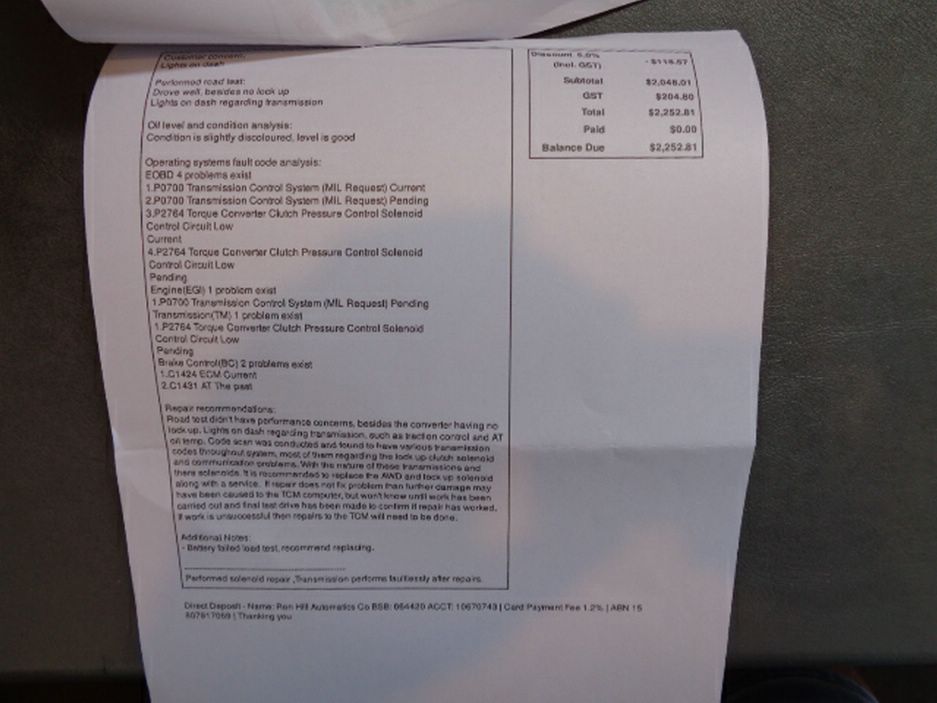 Customer concern:
Lights on dash
Performed road test:
Drove well, besides no lock up
Lights on dash regarding transmission
Oil level and condition analysis:
Condition is slightly discoloured, level is good
Operating systems fault code analysis:
EOBD 4 problems exist
1.P0700 Transmission Control System (MIL Request) Current
2.P0700 Transmission Control System (MIL Request) Pending
3.P2764 Torque Converter Clutch Pressure Control Solenoid
Control Circuit Low
Current
4.P2764 Torque Converter Clutch Pressure Control Solenoid
Control Circuit Low
Pending
Engine(EGI) 1 problem exist
1.P0700 Transmission Control System (MIL Request) Pending
Transmission(TM) 1 problem exist
1.P2764 Torque Converter Clutch Pressure Control Solenoid
Control Circuit Low
Pending
Brake Control(BC) 2 problems exist
1.C1424 ECM Current
2.C1431 AT The past
Repair recommendations:
Road test didn't have performance concerns, besides the converter having no
lock up. Lights on dash regarding transmission, such as traction control and AT
oil temp. Code scan was conducted and found to have various transmission
codes throughout system, most of them regarding the lock up clutch solenoid
and communication problems. With the nature of these transmissions and
there solenoids. It is recommended to replace the AWD and lock up solenoid
along with a service. If repair does not fix problem than further damage may
have been caused to the TCM computer, but won't know until work has been
carried out and final test drive has been made to confirm if repair has worked.
If work is unsuccessful then repairs to the TCM will need to be done.
Additional Notes:
- Battery failed load test, recommend replacing.
Performed solenoid repair ,Transmission performs faultlessly after repairs.
Discount 5.0%
(Incl. GST) - $118.57
Subtotal $2,048.01
GST $204.80
Total $2,252.81
Paid $0.00
Balance Due $2,252.81
Direct Deposit - Name: Ron Hill Automatics Co BSB: 064420 ACCT: 10670743 | Card Payment Fee 1.2% | ABN 15
807817069 | Thanking you